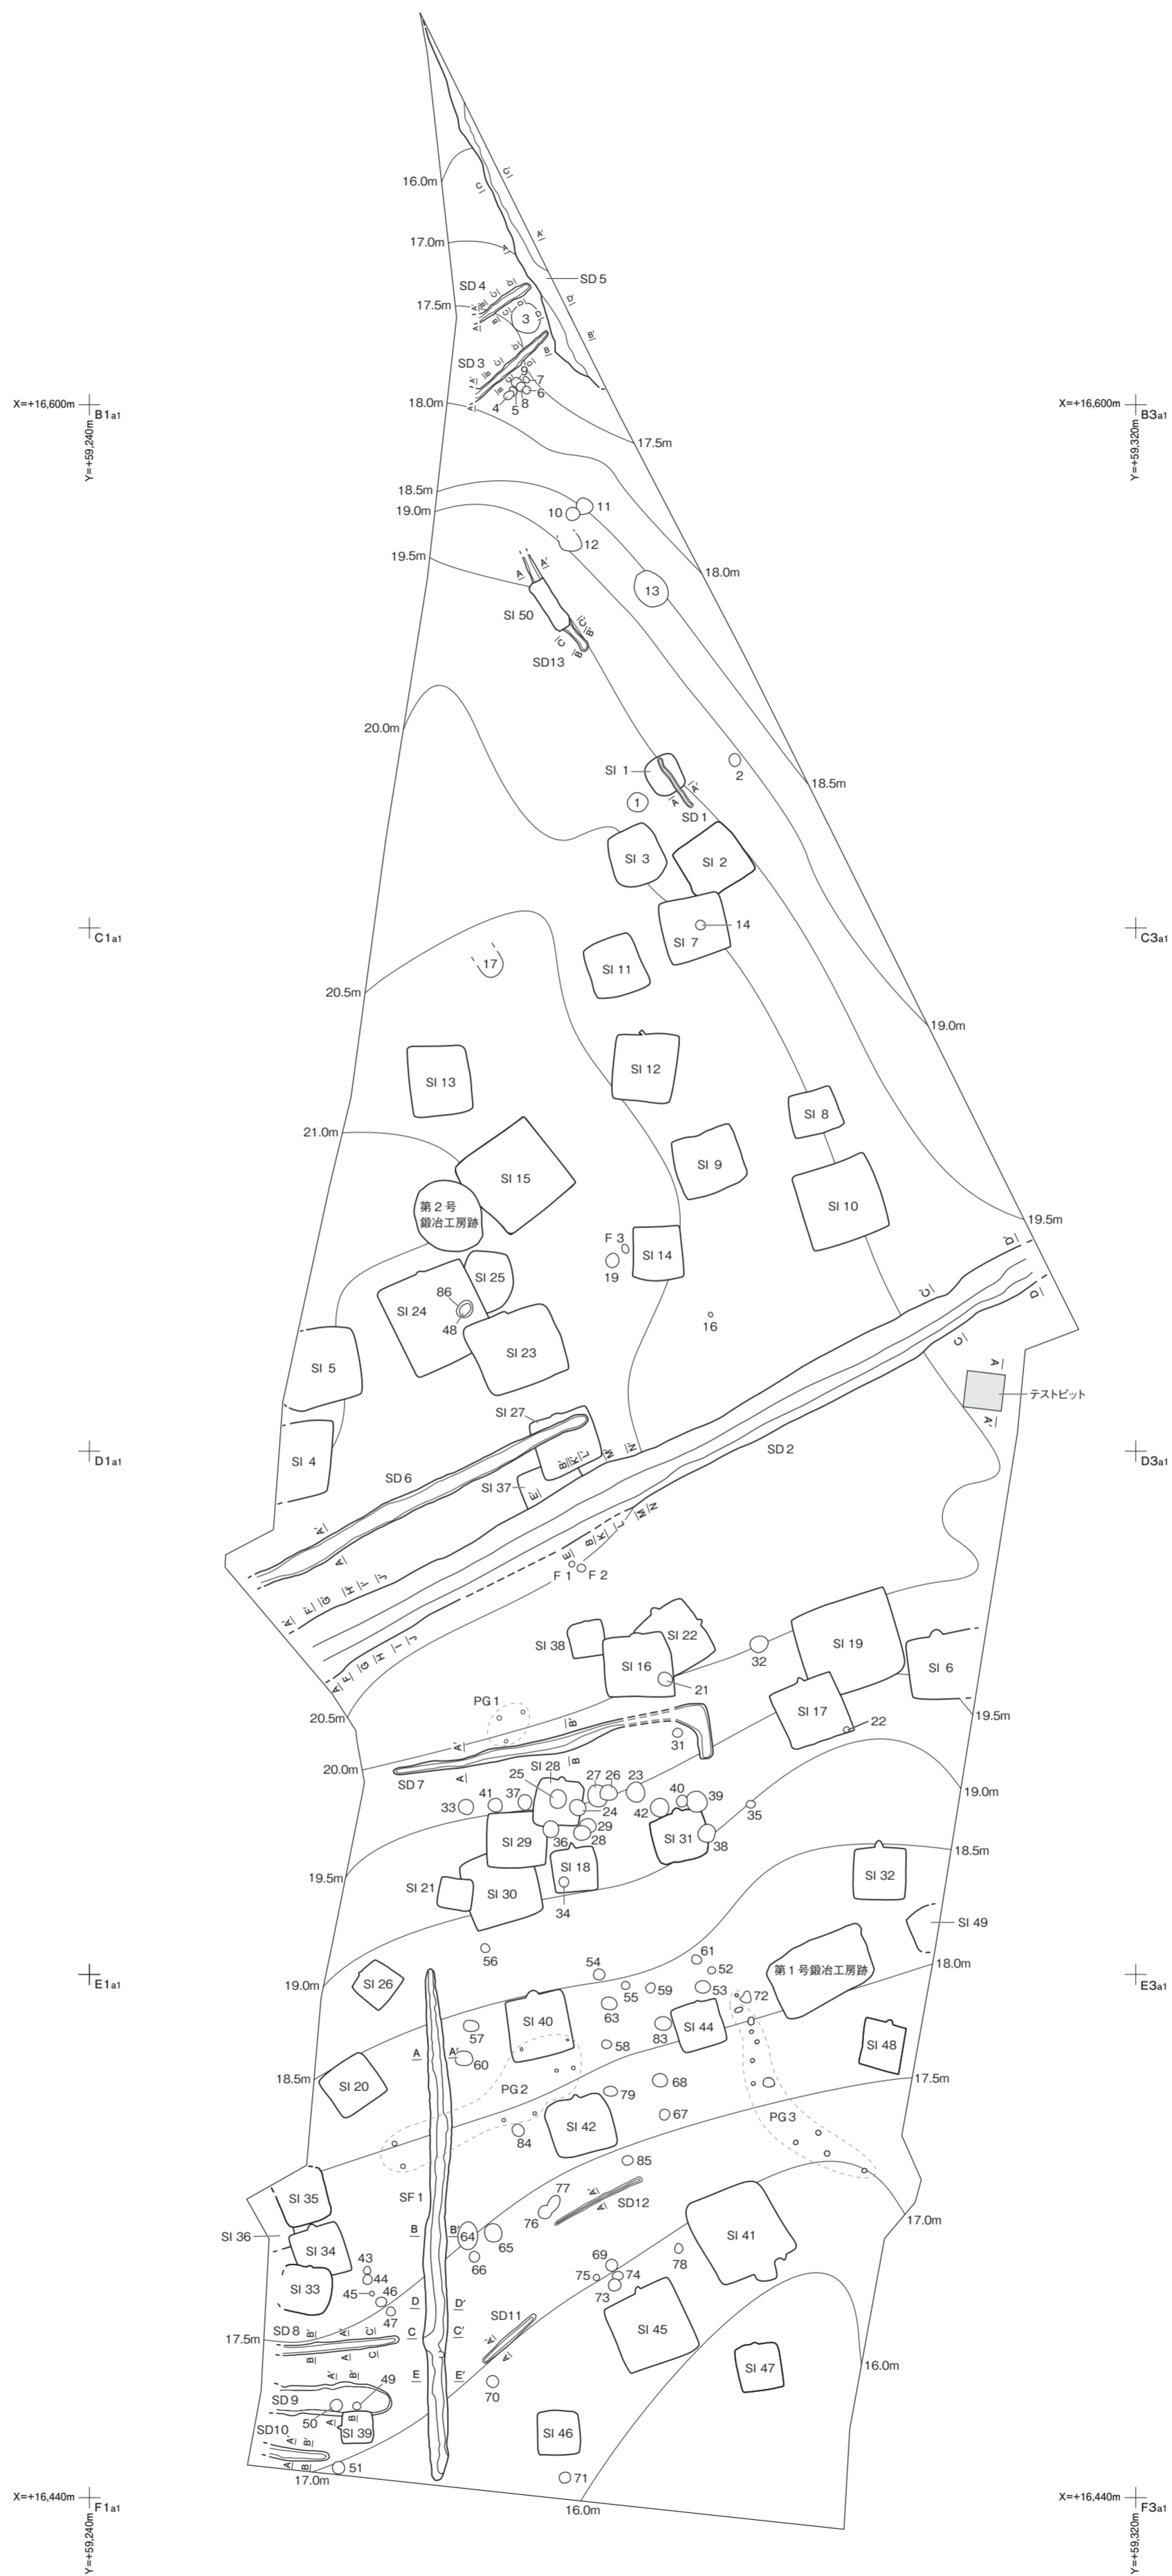 16.0m
17.0m
SD 5
SD 4
17.5m
3
SD 3
9
7
6
8
5
4
18.0m
X=+16,600m
B1a1
Y=+59,240m
X=+16,600m
B3a1
Y=+59,320m
17.5m
18.5m
11
10
19.0m
12
19.5m
18.0m
13
SI 50
SD13
20.0m
SI 1
2
18.5m
1
SD 1
SI 3
SI 2
14
SI 7
C1a1
C3a1
17
SI 11
20.5m
19.0m
SI 12
SI 13
SI 8
21.0m
SI 9
SI 15
第２号
鍛冶工房跡
SI 10
19.5m
F 3
SI 14
19
SI 25
86
SI 24
48
16
SI 23
SI 5
テストピット
SI 27
SD 2
D1a1
SI 4
D3a1
SD 6
SI 37
F 1
F 2
SI 22
SI 38
SI 19
32
SI 16
SI 6
21
PG 1
SI 17
22
20.5m
19.5m
31
20.0m
SD 7
SI 28
25
27
26
23
19.0m
33
41
37
24
42
40
39
35
29
36
28
SI 29
SI 31
38
18.5m
SI 18
19.5m
SI 21
SI 30
34
SI 32
SI 49
56
61
第１号鍛冶工房跡
18.0m
54
52
E1a1
19.0m
SI 26
55
59
53
72
E3a1
63
SI 40
57
83
SI 44
58
SI 48
A
A'
60
18.5m
SI 20
PG 2
68
17.5m
79
67
PG 3
SI 42
84
85
SI 35
SF 1
77
SD12
76
17.0m
SI 36
B
B'
64
65
SI 41
SI 34
66
43
69
78
44
75
74
SI 33
45
46
73
47
D
D'
SD11
SI 45
SD 8
C
C'
17.5m
16.0m
SI 47
E
E'
49
70
SD 9
50
SD10
SI 39
SI 46
51
71
17.0m
16.0m
X=+16,440m
F1a1
Y=+59,240m
X=+16,440m
F3a1
Y=+59,320m